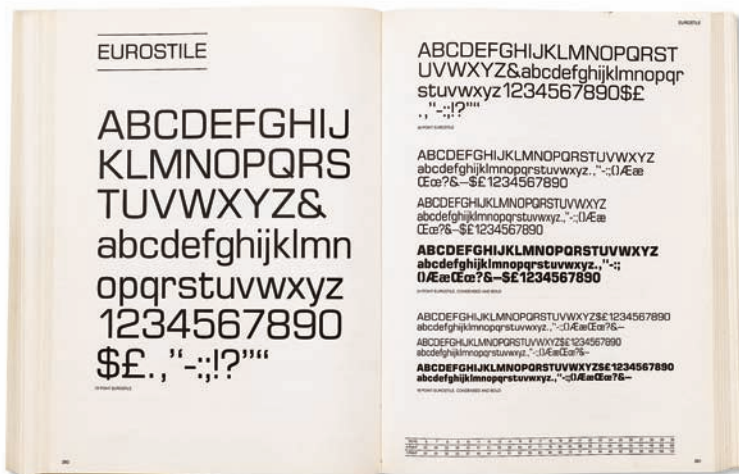 EUROSTILE
ABCDEFGHIJ
KLMNOPQRS
TUVWXYZ&
abcdefghijklmn
opqrstuvwxyz
1234567890
$£.,“-:;!?”“
EUROSTILE
ABCDEFGHIJKLMNOPQRST
UVWXYZ&abcdefghijklmnopqr
stuvwxyz1234567890$£
.,“-:;!?”“
ABCDEFGHIJKLMNOPQRSTUVWXYZ
abcdefghijklmnopqrstuvwxyz.,”-:;()Ææ
Œœ?&—$£1234567890
ABCDEFGHIJKLMNOPQRSTUVWXYZ
abcdefghijklmnopqrstuvwxyz.,”-:;()Ææ
Œœ?&—$£1234567890
ABCDEFGHIJKLMNOPQRSTUVWXYZ
abcdefghijklmnopqrstuvwxyz.,”-:;
()ÆæŒœ?&—$£1234567890
ABCDEFGHIJKLMNOPQRSTUVWXYZ$£1234567890
abcdefghijklmnopqrstuvwxyz.,”-:;()ÆæŒœ?&—
ABCDEFGHIJKLMNOPQRSTUVWXYZ$£1234567890
abcdefghijklmnopqrstuvwxyz.,”-:;()ÆæŒœ?&—
ABCDEFGHIJKLMNOPQRSTUVWXYZ$£1234567890
abcdefghijklmnopqrstuvwxyz.,”-:;()ÆæŒœ?&—